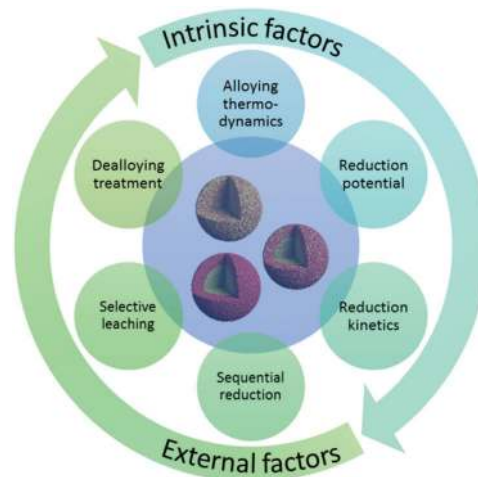 Intrinsic factors
Alloying
thermo-
dynamics
Dealloying
treatment
Reduction
potential
Selective
leaching
Reduction
kinetics
Sequential
reduction
External factors